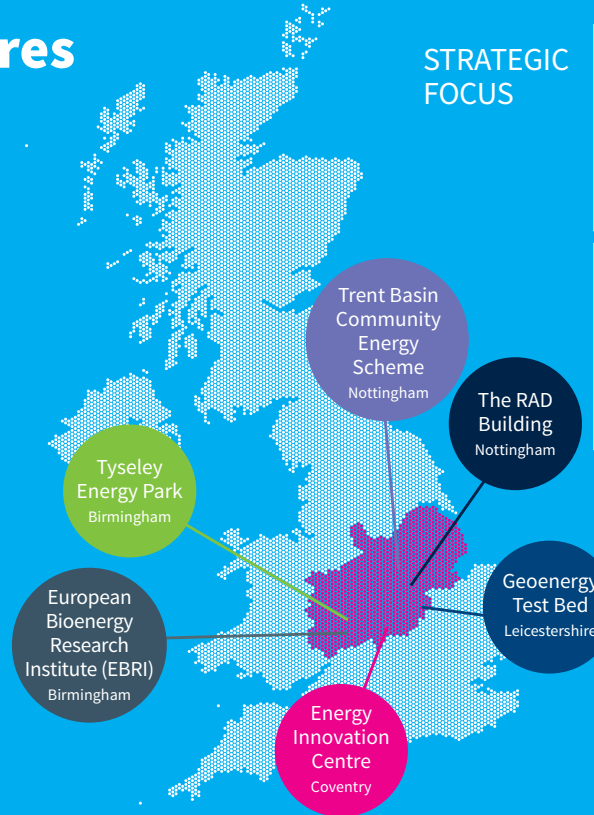 res
STRATEGIC
FOCUS
Trent Basin
Community
Energy
Scheme
Nottingham
The RAD
Building
Nottingham
Tyseley
Energy Park
Birmingham
Geoenergy
Test Bed
Leicestershire
European
Bioenergy
Research
Institute (EBRI)
Birmingham
Energy
Innovation
Centre
Coventry